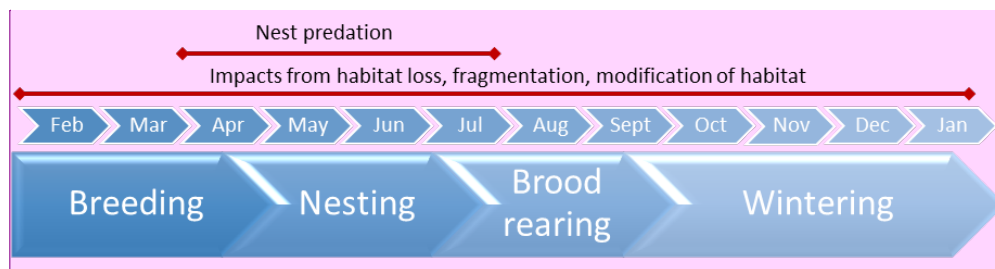 Nest predation
Impacts from habitat loss, fragmentation, modification of habitat
Feb Mar Apr May Jun Jul Aug Sept Oct Nov Dec Jan
Breeding Nesting Brood rearing Wintering